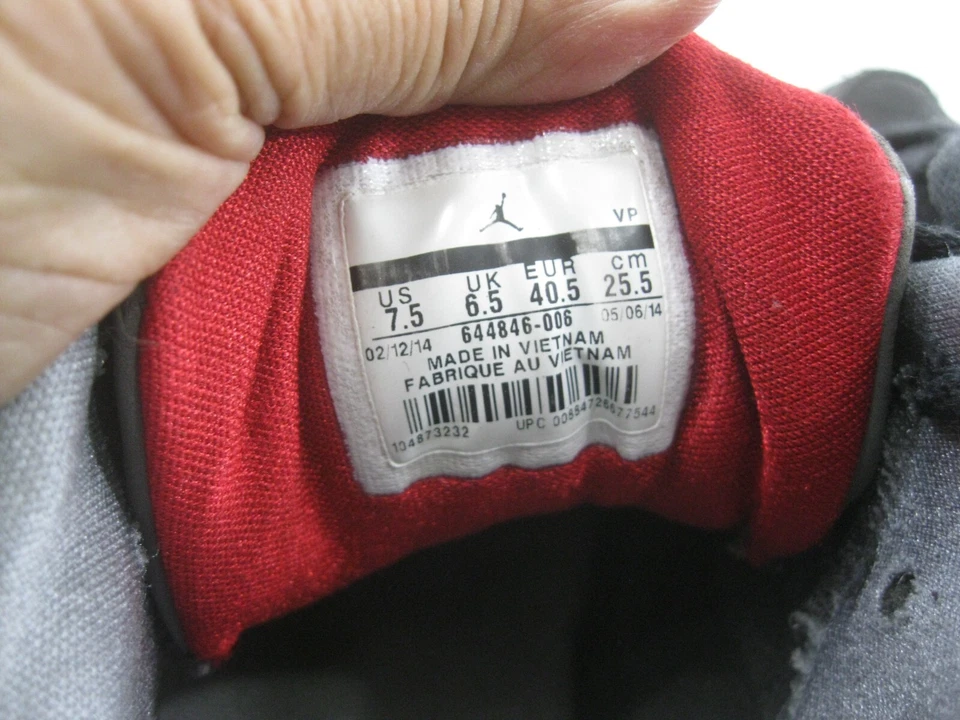 VP
US UK EUR cm
7.5 6.5 40.5 25.5
02/12/14 644846-006 05/06/14
MADE IN VIETNAM
FABRIQUE AU VIETNAM
104873232 UPC